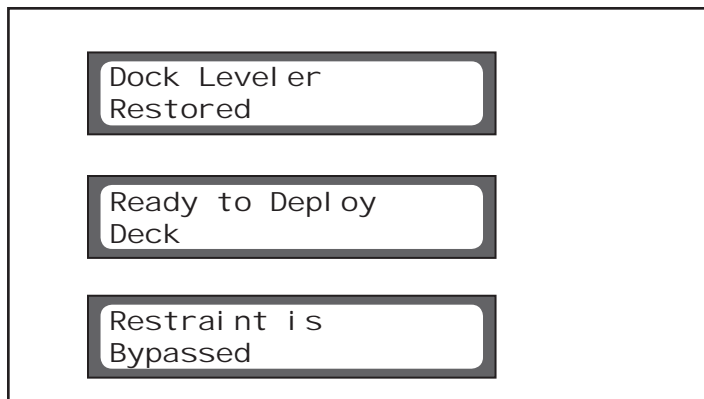 Dock Leveler
Restored
Ready to Deploy
Deck
Restraint is
Bypassed